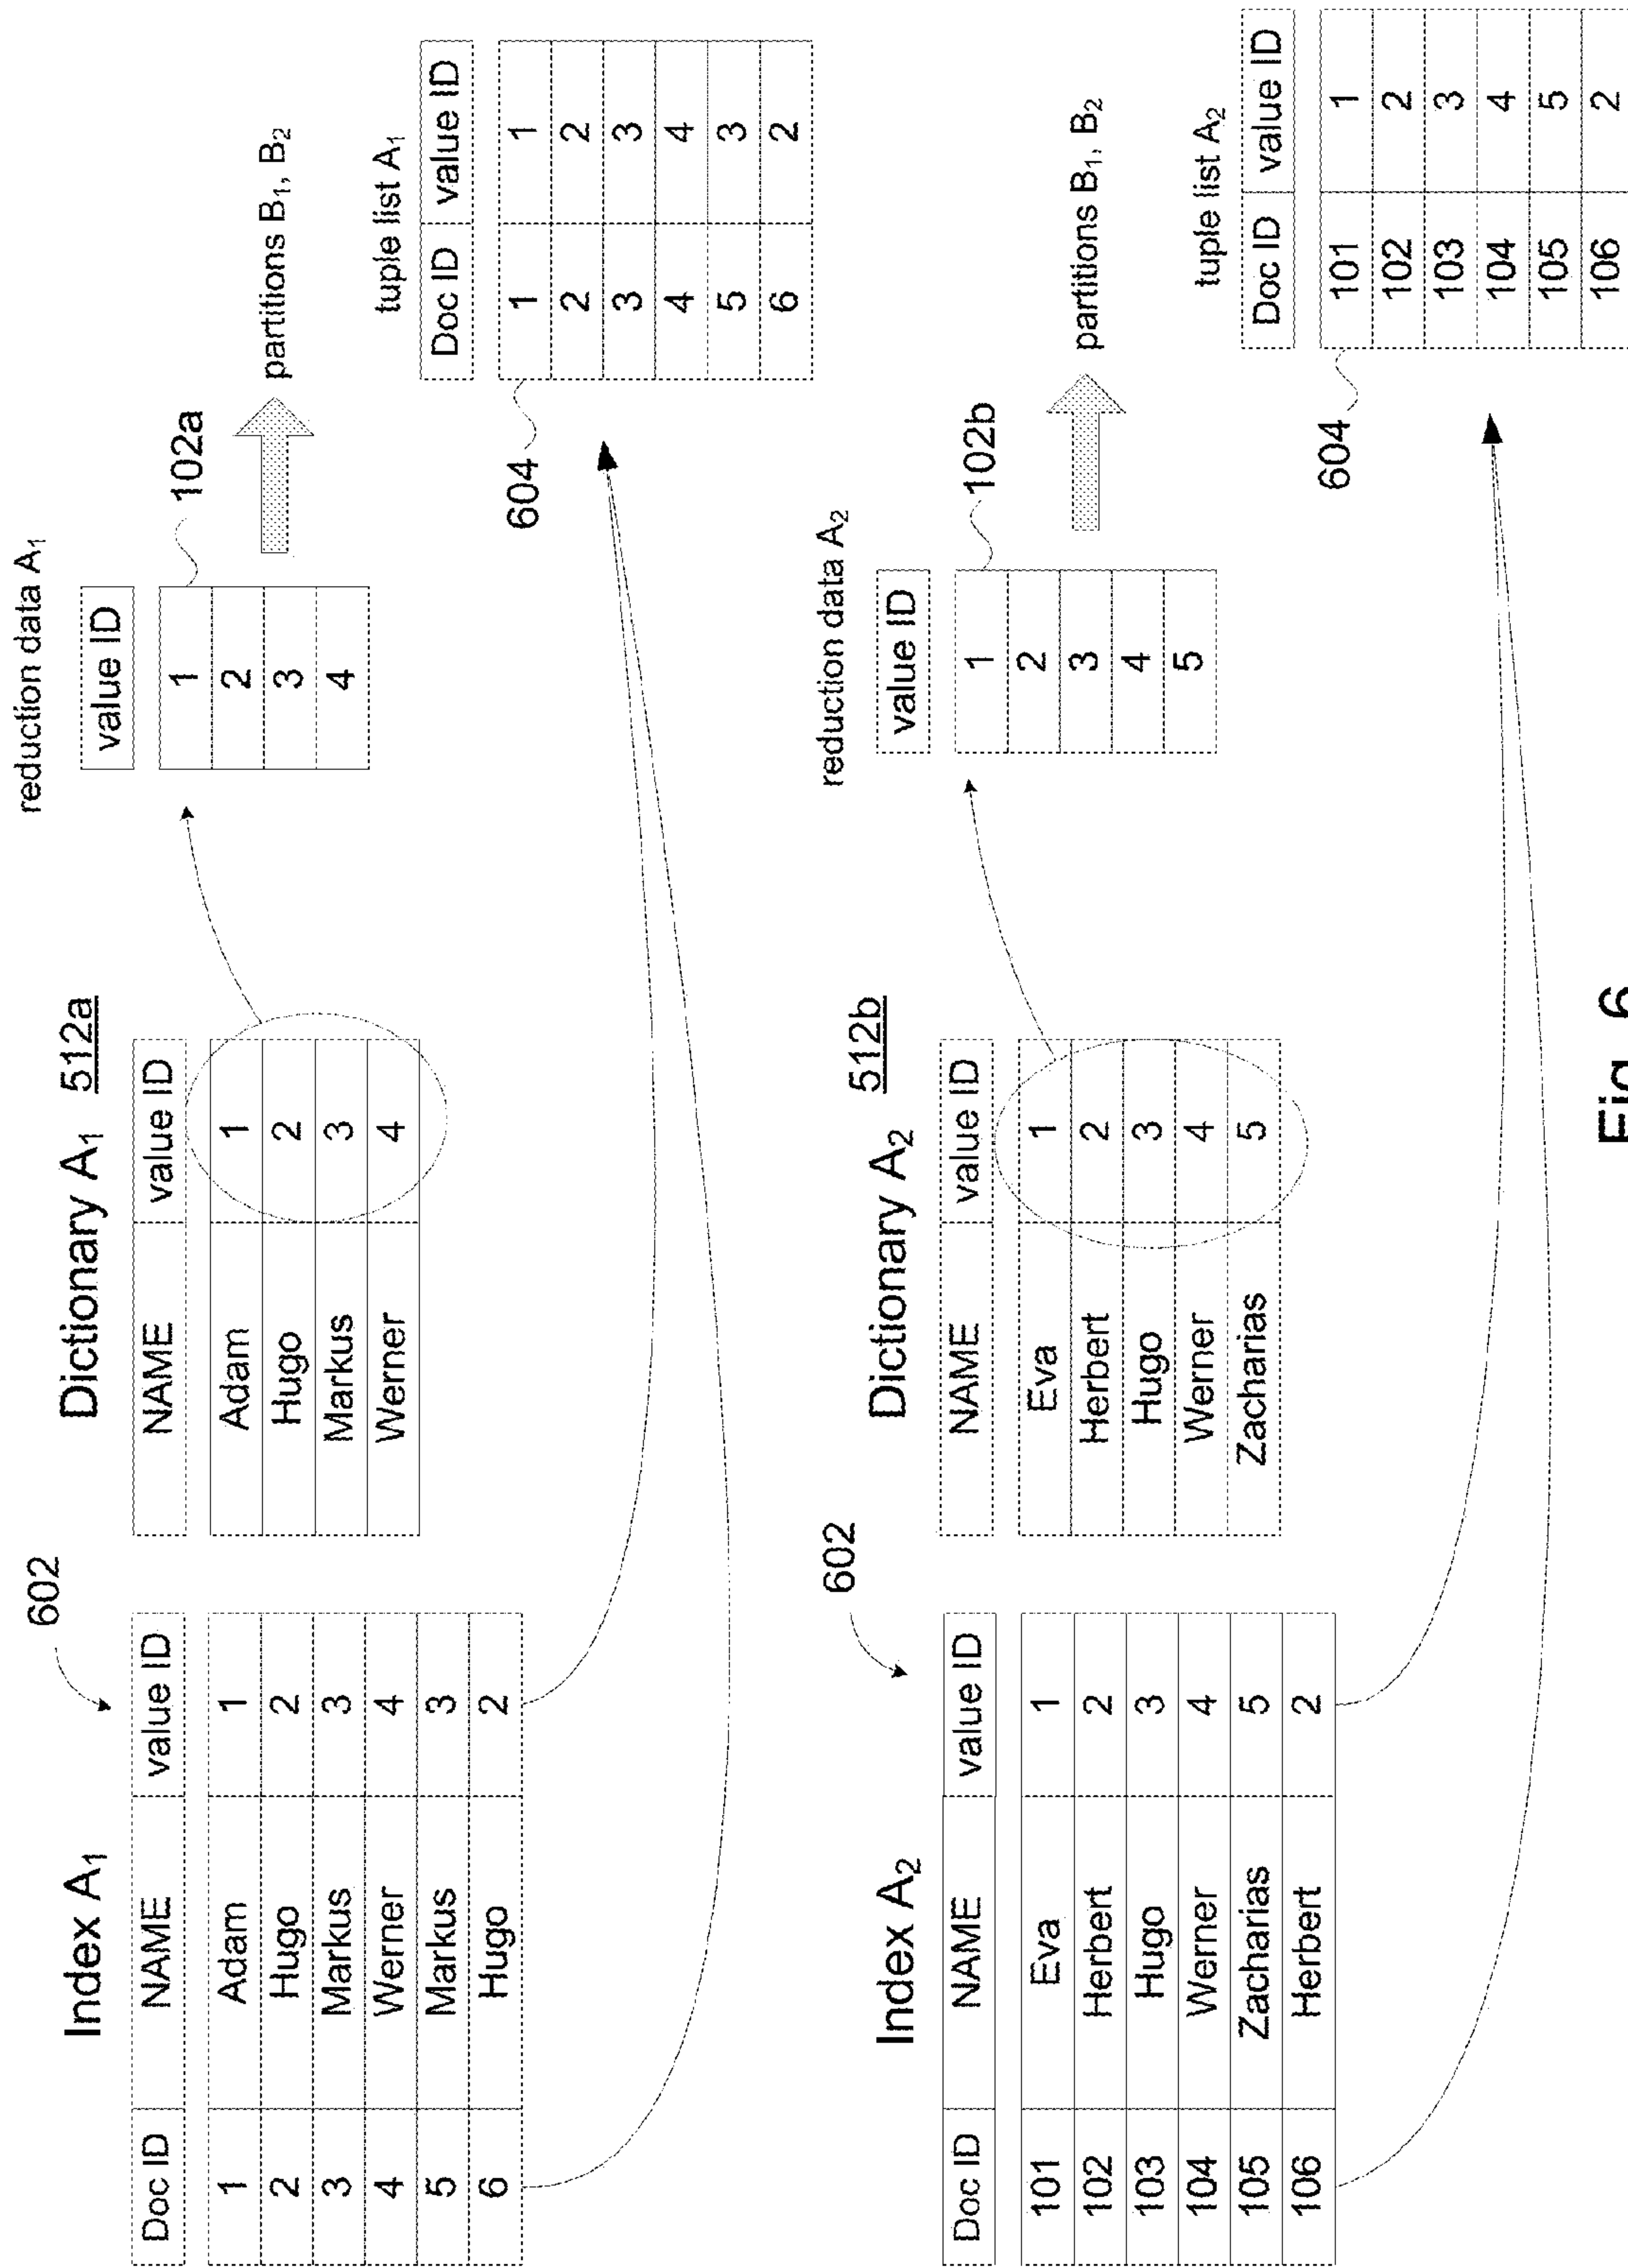 Index A₁
602
Doc ID NAME value ID
1 Adam 1
2 Hugo 2
3 Markus 3
4 Werner 4
5 Markus 3
6 Hugo 2
Dictionary A₁ 512a
NAME value ID
Adam 1
Hugo 2
Markus 3
Werner 4
reduction data A₁
value ID
1
2
3
4
102a
partitions B₁, B₂
tuple list A₁
Doc ID value ID
1 1
2 2
3 3
4 4
5 3
6 2
604
Index A₂
602
Doc ID NAME value ID
101 Eva 1
102 Herbert 2
103 Hugo 3
104 Werner 4
105 Zacharias 5
106 Herbert 2
Dictionary A₂ 512b
NAME value ID
Eva 1
Herbert 2
Hugo 3
Werner 4
Zacharias 5
reduction data A₂
value ID
1
2
3
4
5
102b
partitions B₁, B₂
tuple list A₂
Doc ID value ID
101 1
102 2
103 3
104 4
105 5
106 2
604
Fig. 6